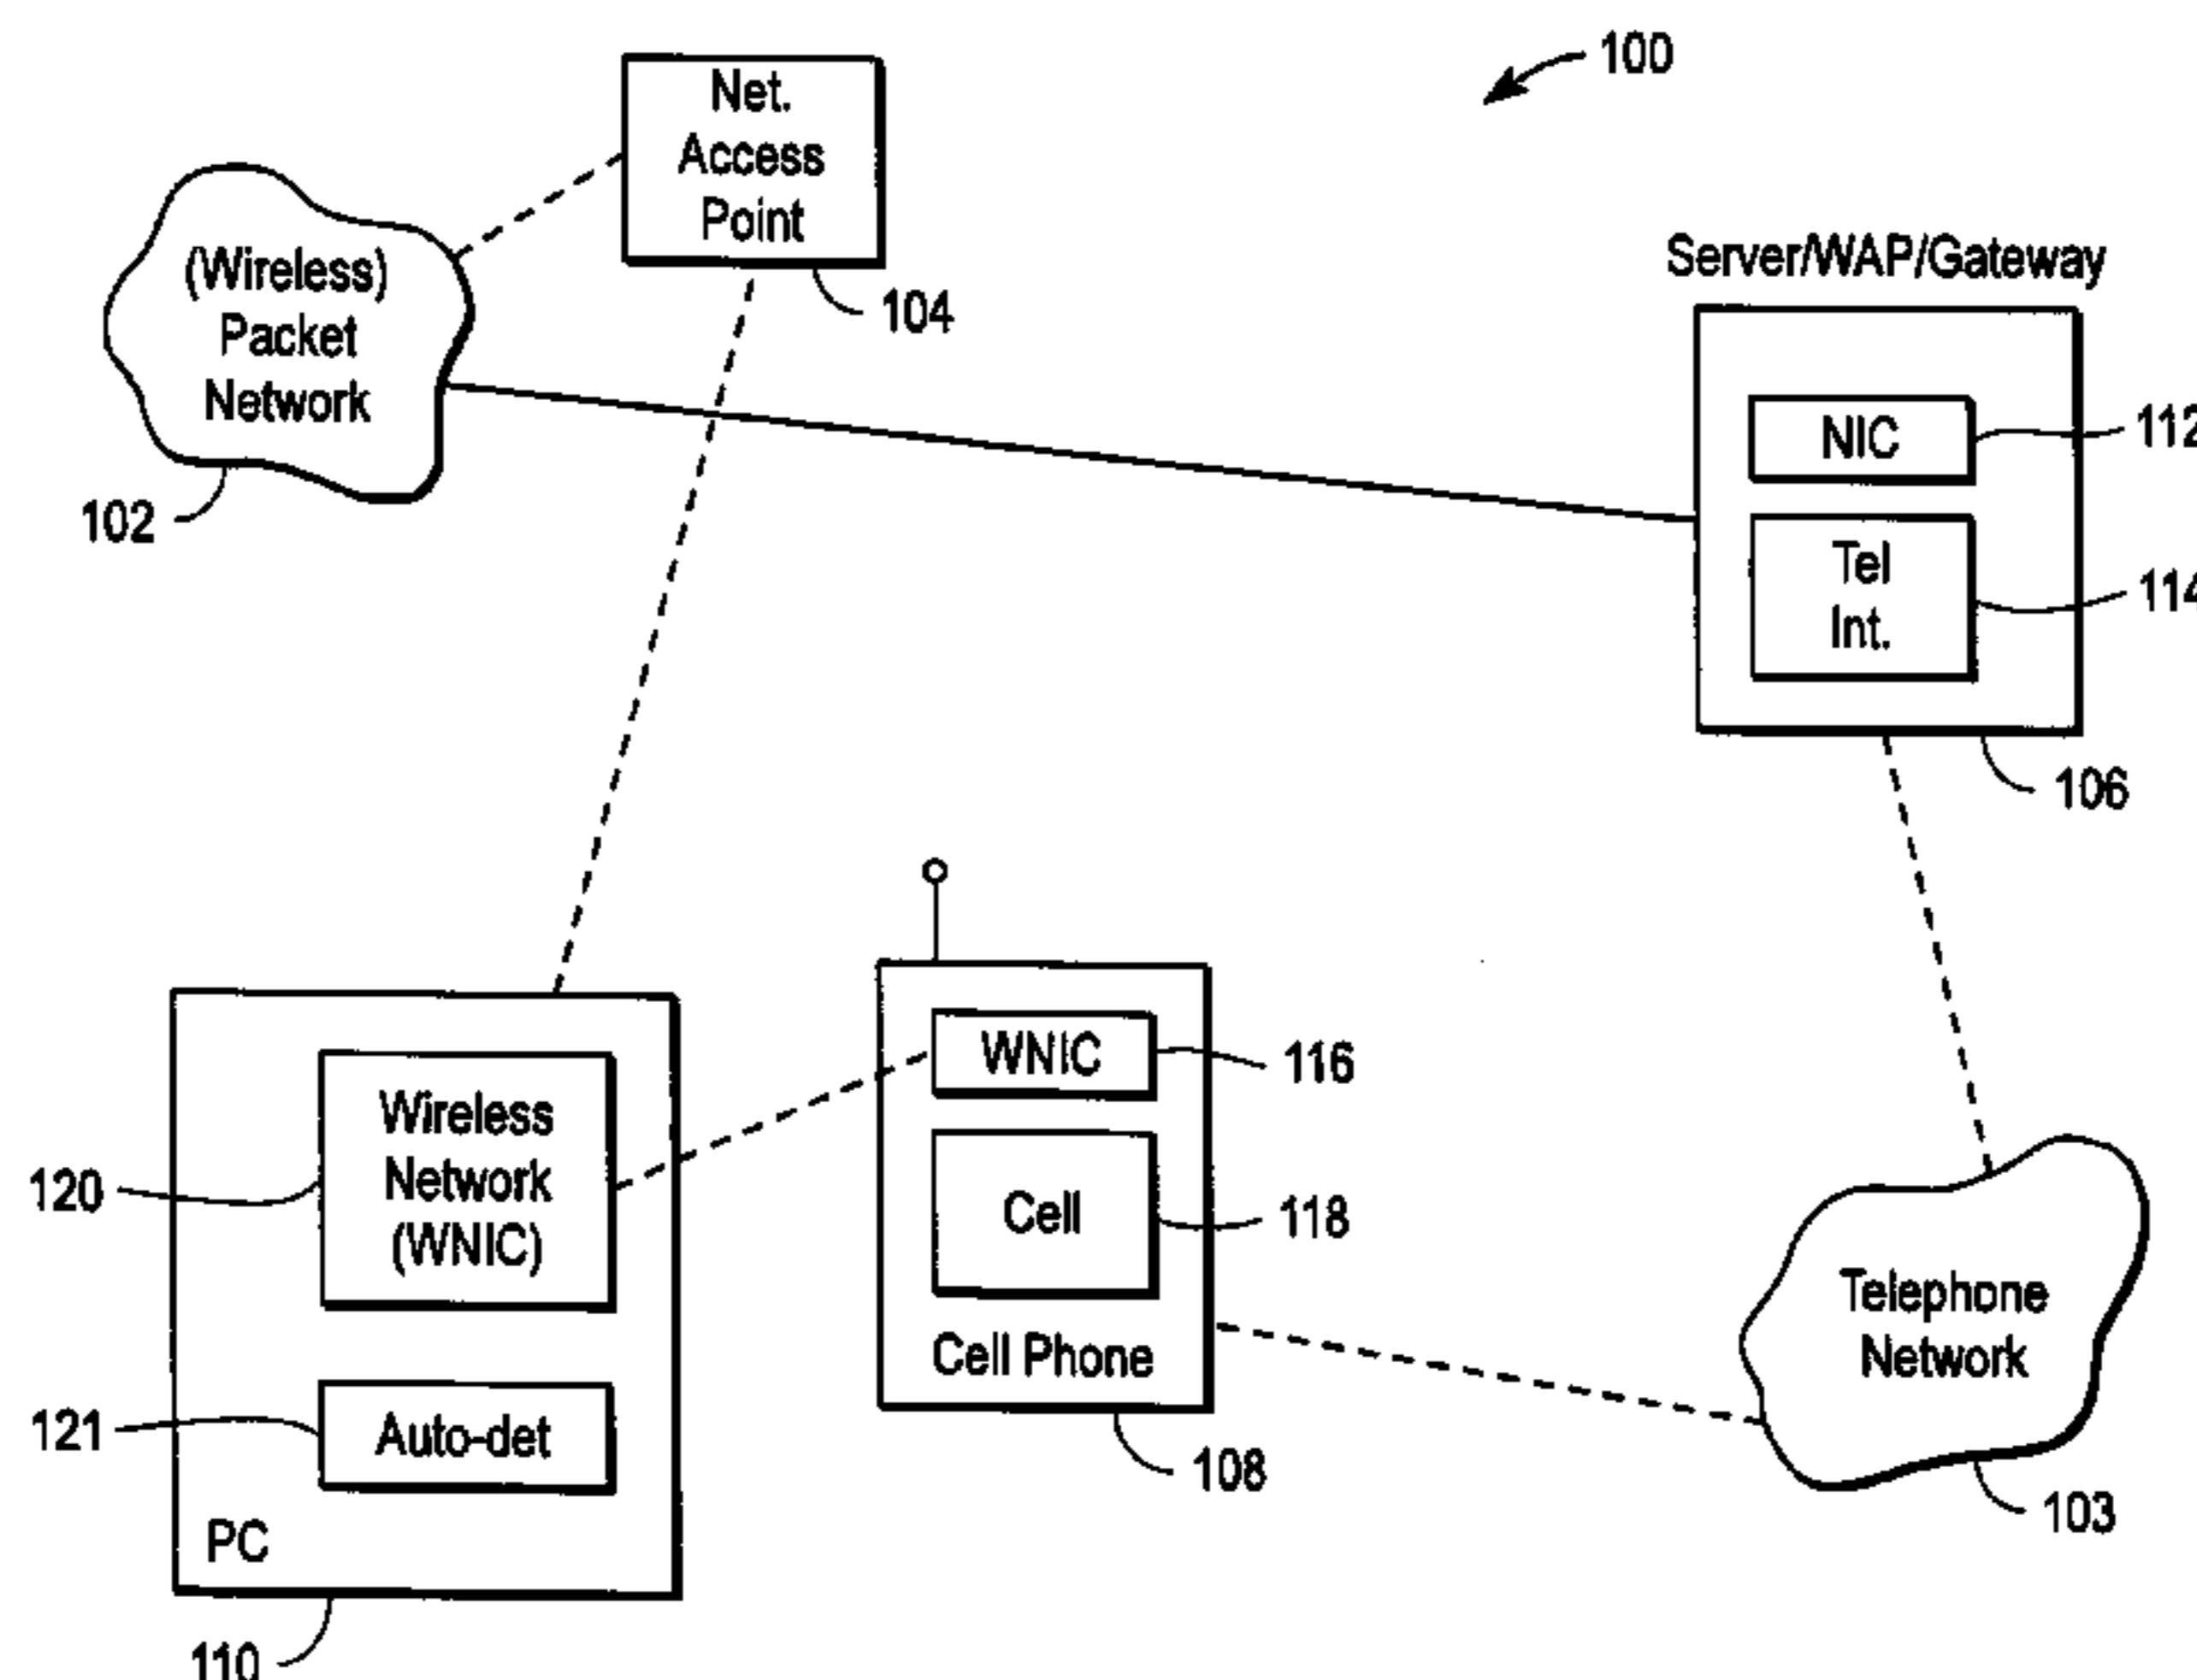 100
Net.
Access
Point
104
(Wireless)
Packet
Network
102
Server/WAP/Gateway
NIC
112
Tel
Int.
114
106
WNIC
116
Cell
118
Cell Phone
108
Wireless
Network
(WNIC)
120
Auto-det
121
PC
110
Telephone
Network
103